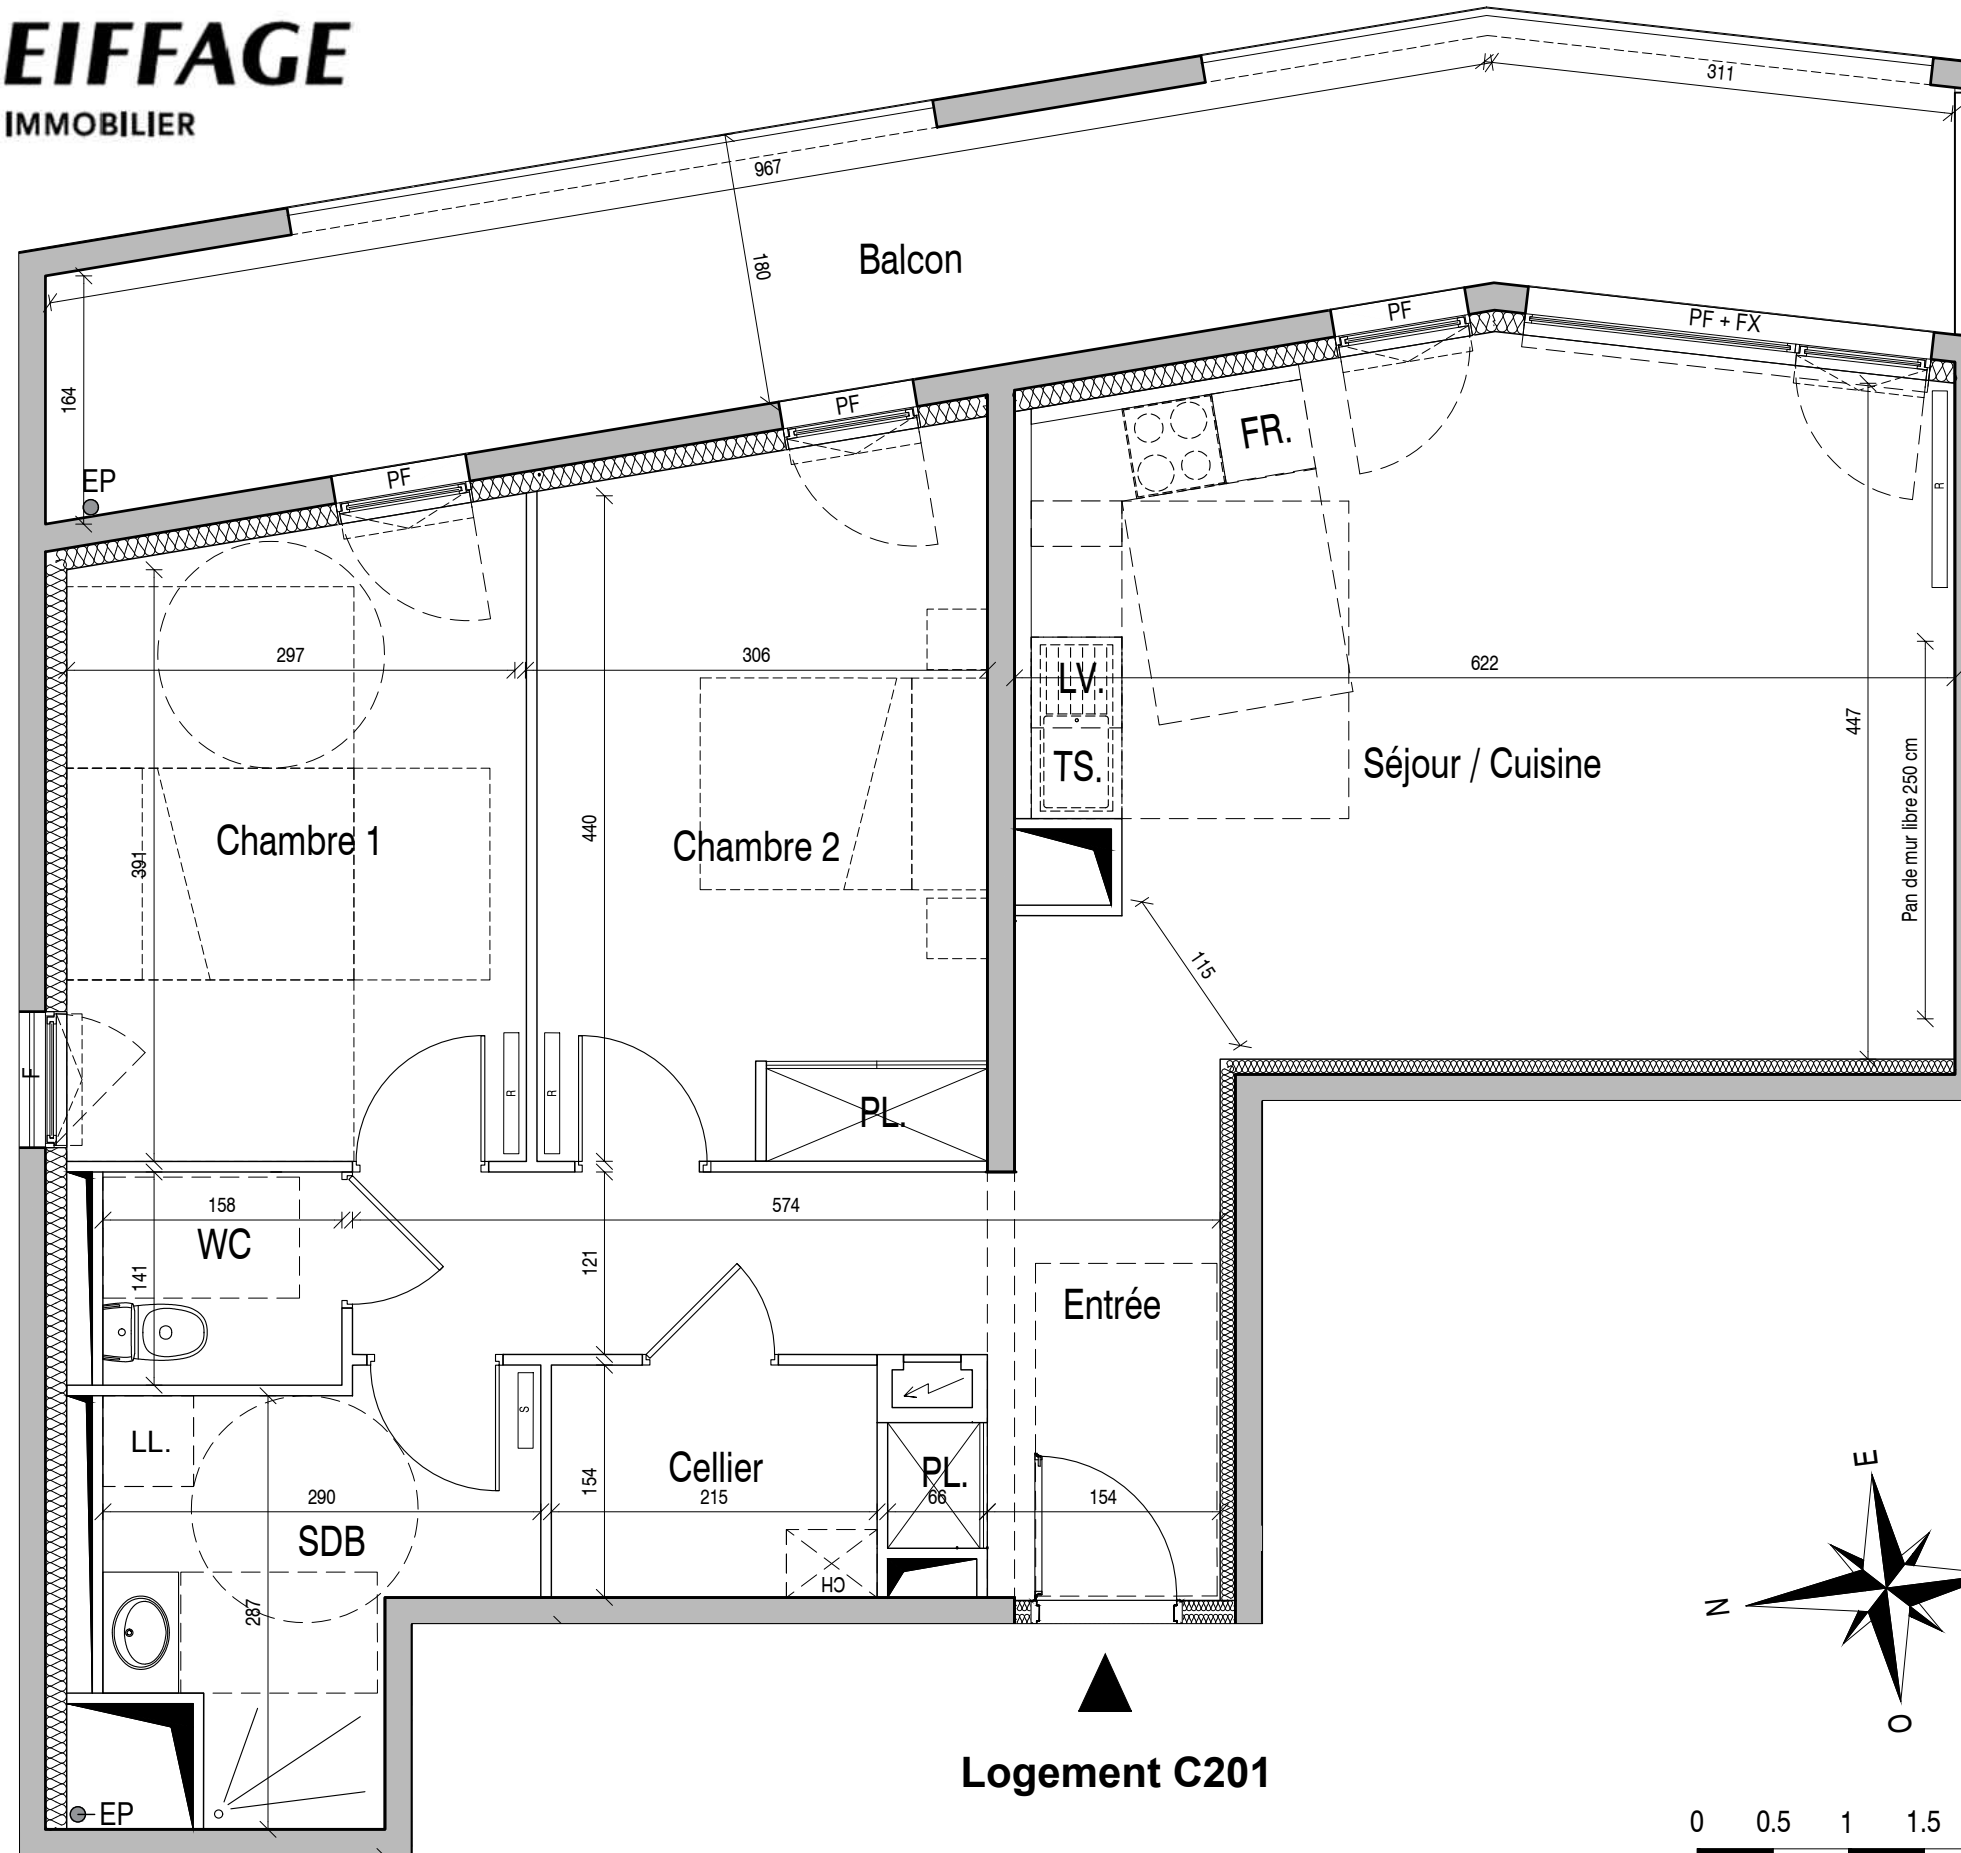 EIFFAGE
IMMOBILIER
311
967
180
Balcon
PF
PF + FX
164
PF
FR.
EP
PF
R
297
306
622
LV.
447
TS.
Séjour / Cuisine
Pan de mur libre 250 cm
440
Chambre 1
Chambre 2
391
115
F
R
R
PL.
158
574
WC
141
121
Entrée
S
LL.
Cellier
PL.
154
290
215
66
154
SDB
CH
287
EP
E
N
O
Logement C201
0 0.5 1 1.5